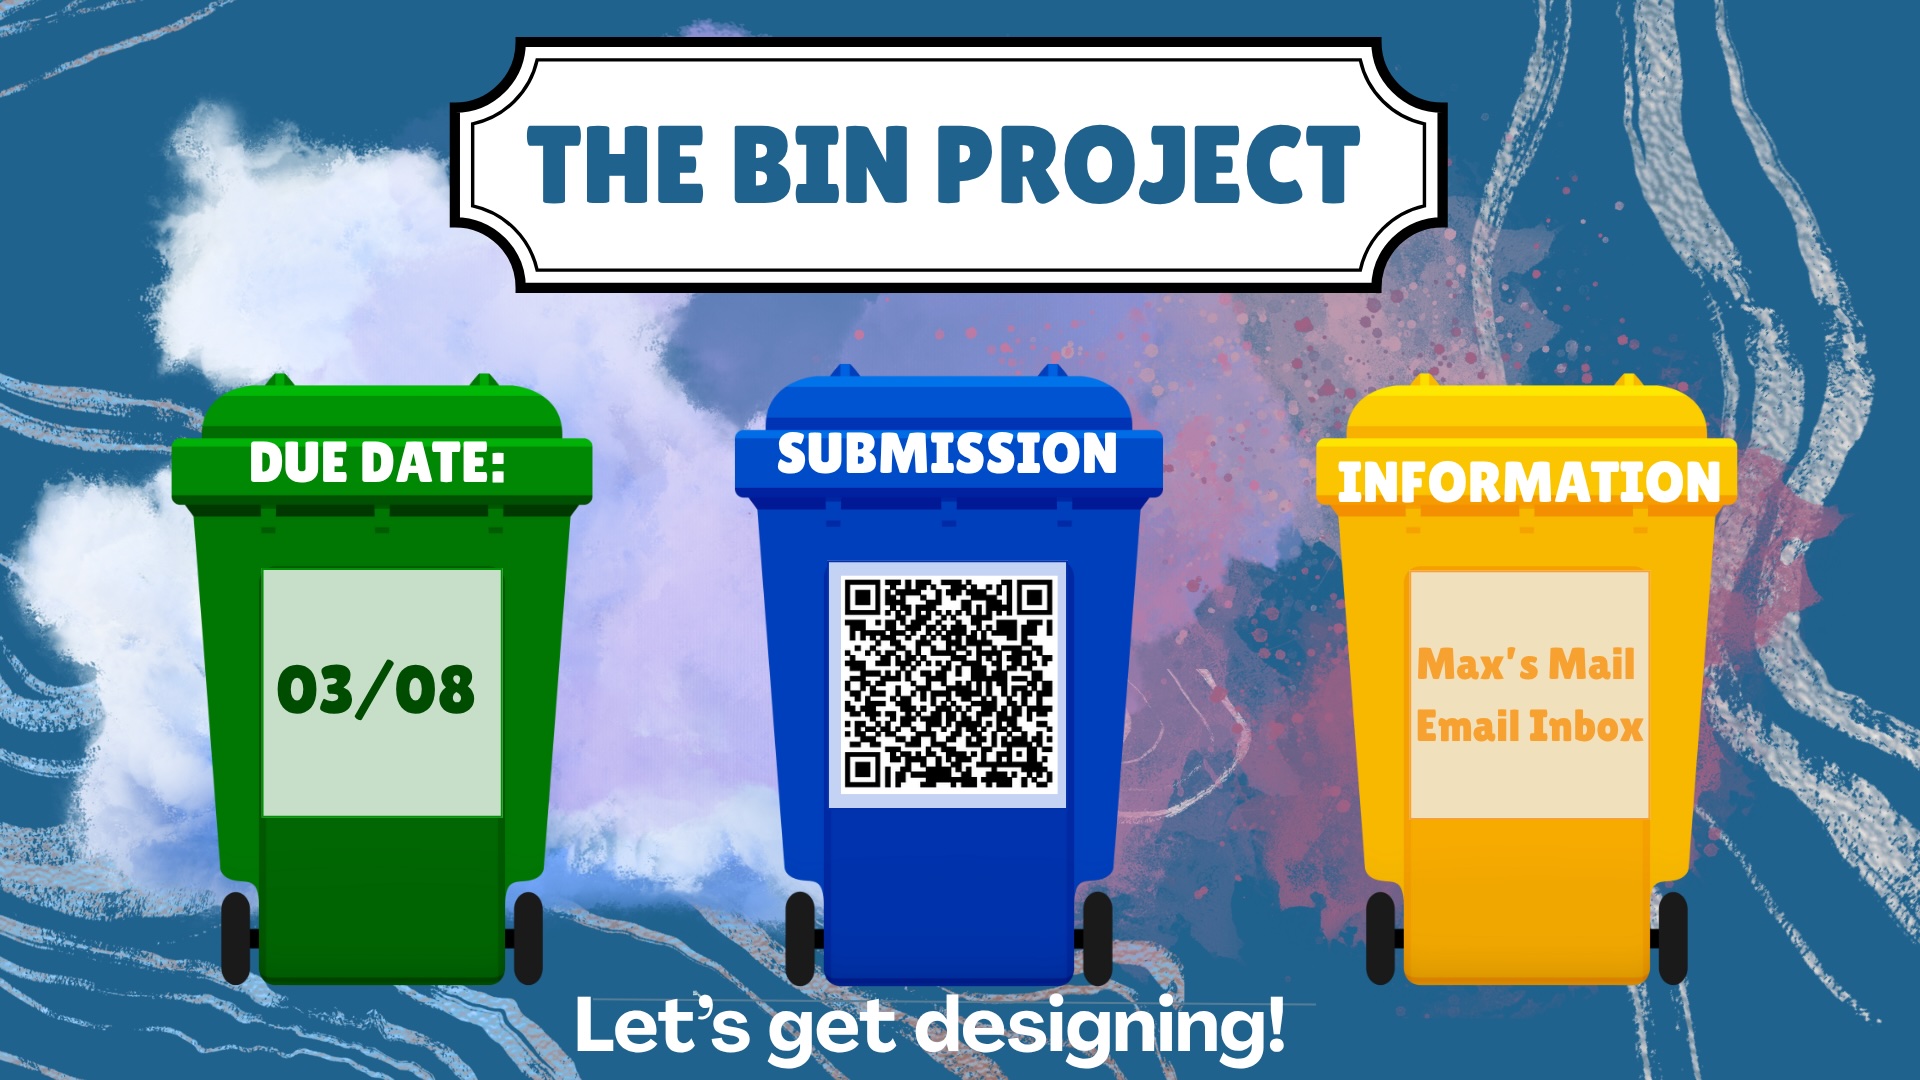 THE BIN PROJECT
DUE DATE:
03/08
SUBMISSION
INFORMATION
Max's Mail
Email Inbox
Let's get designing!